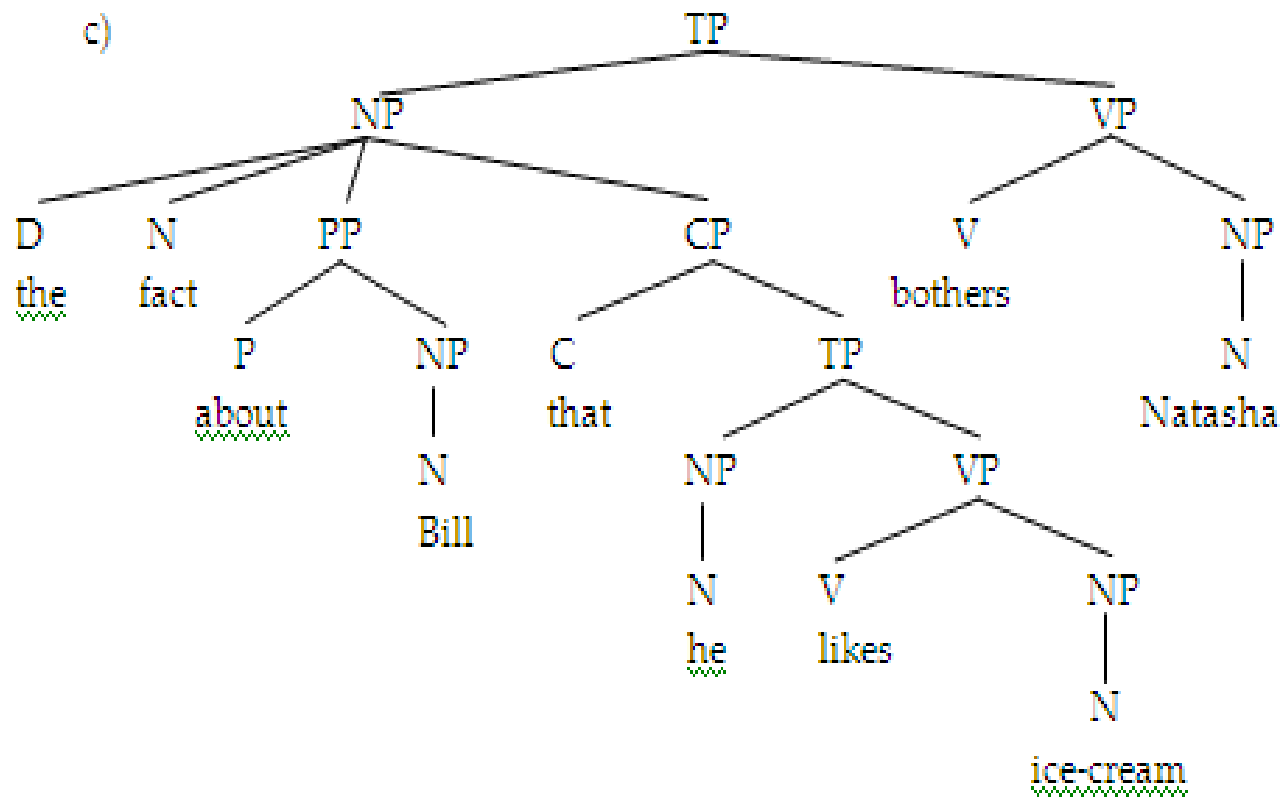 c) TP
NP VP
D N PP CP V NP
the fact bothers
P NP C TP N
about that Natasha
N NP VP
Bill
N V NP
he likes
N
ice-cream